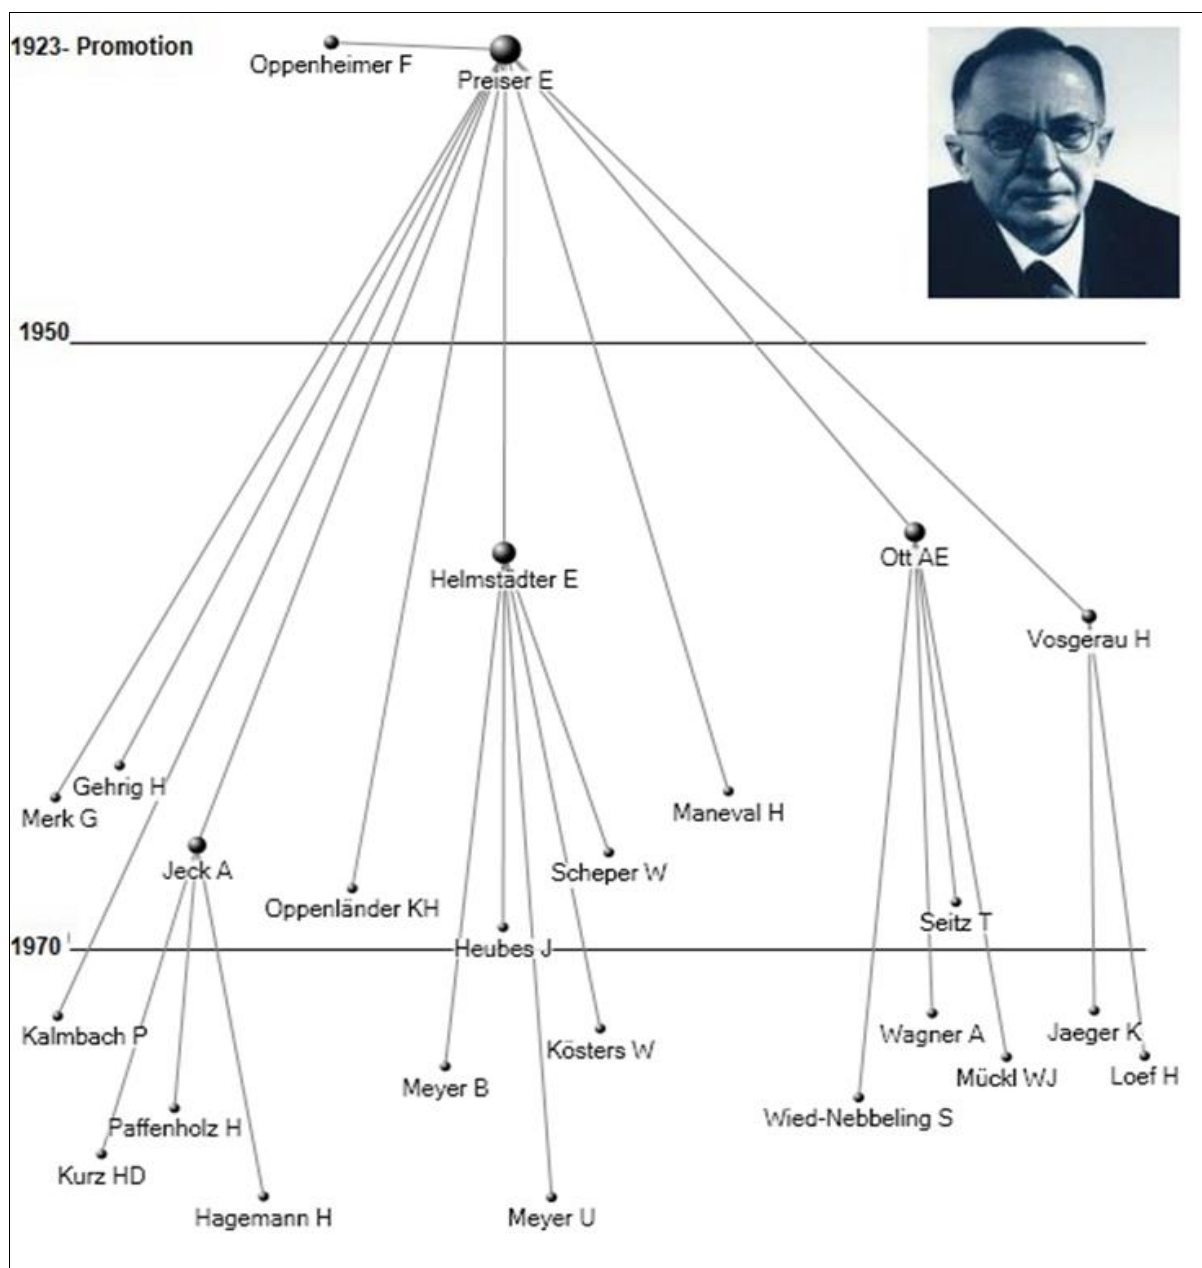 1923- Promotion
Oppenheimer F
Preiser E
1950
Helmstädter E
Ott AE
Vosgerau H
Gehrig H
Merk G
Maneval H
Jeck A
Scheper W
Oppenländer KH
Seitz T
1970
Heubes J
Kalmbach P
Wagner A
Jaeger K
Kösters W
Mückl WJ
Loef H
Meyer B
Wied-Nebbeling S
Paffenholz H
Kurz HD
Hagemann H
Meyer U